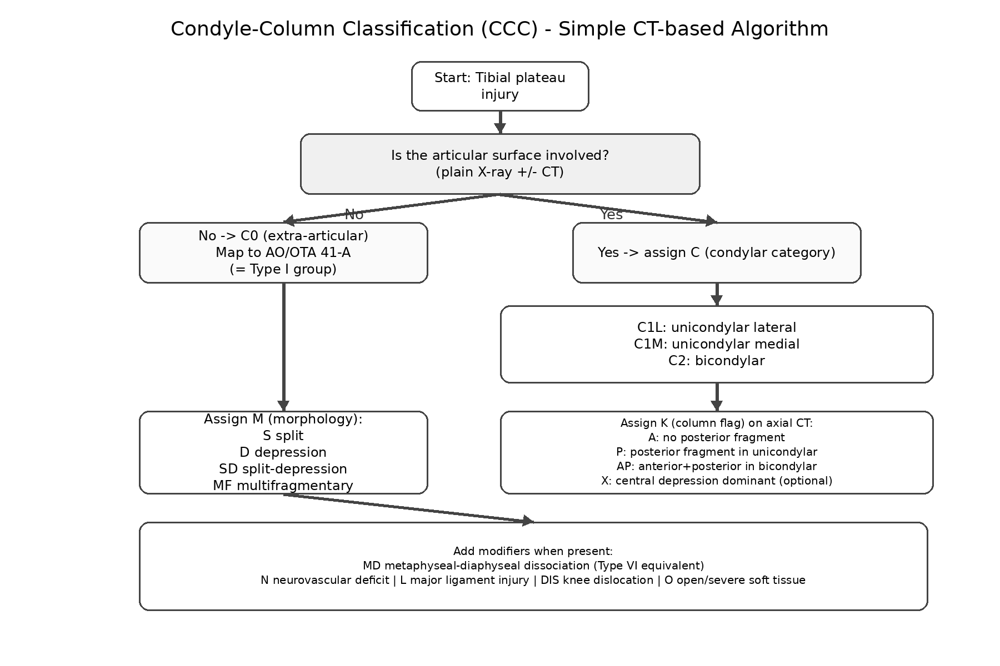 Condyle-Column Classification (CCC) - Simple CT-based Algorithm
Start: Tibial plateau
injury
Is the articular surface involved?
(plain X-ray +/- CT)
No
Yes
No -> C0 (extra-articular)
Map to AO/OTA 41-A
(= Type I group)
Yes -> assign C (condylar category)
C1L: unicondylar lateral
C1M: unicondylar medial
C2: bicondylar
Assign M (morphology):
S split
D depression
SD split-depression
MF multifragmentary
Assign K (column flag) on axial CT:
A: no posterior fragment
P: posterior fragment in unicondylar
AP: anterior+posterior in bicondylar
X: central depression dominant (optional)
Add modifiers when present:
MD metaphyseal-diaphyseal dissociation (Type VI equivalent)
N neurovascular deficit | L major ligament injury | DIS knee dislocation | O open/severe soft tissue